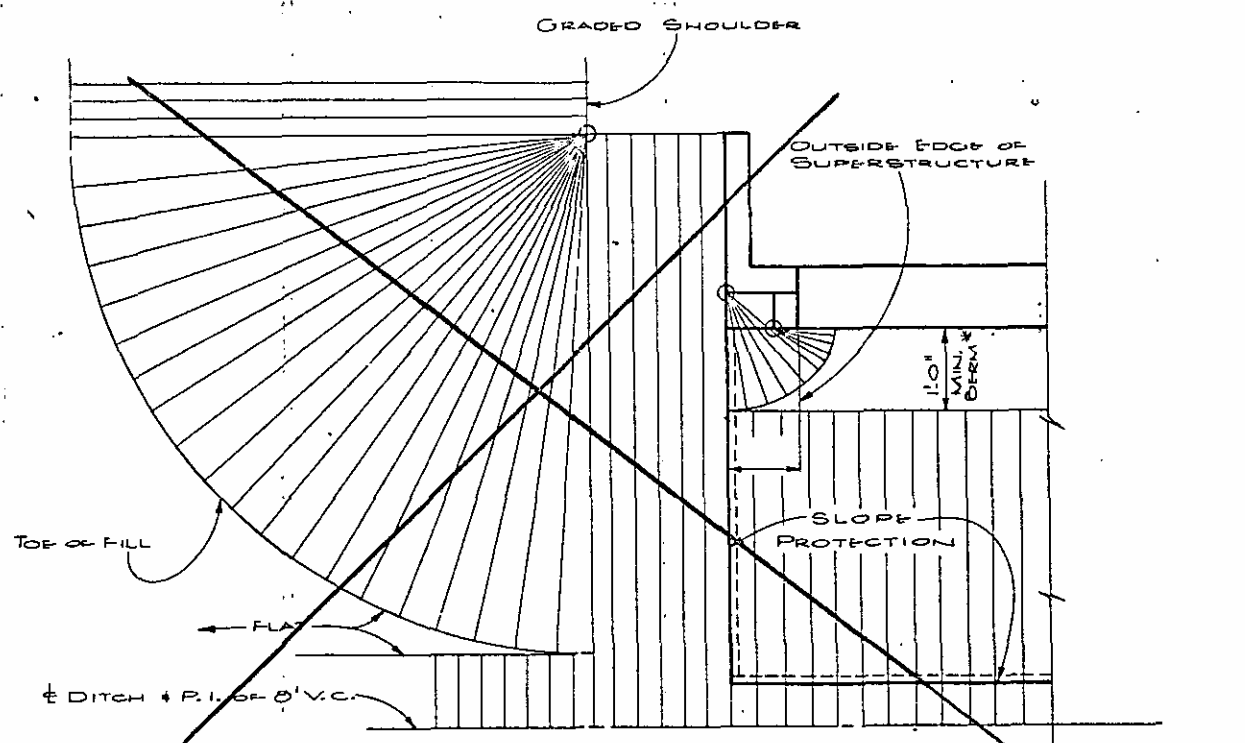 GRADED SHOULDER
OUTSIDE EDGE OF
SUPERSTRUCTURE
1'-0"
MIN.
BERM *
SLOPE
PROTECTION
TOE OF FILL
FLAT
℄ DITCH & P.I. OF 8' V.C.